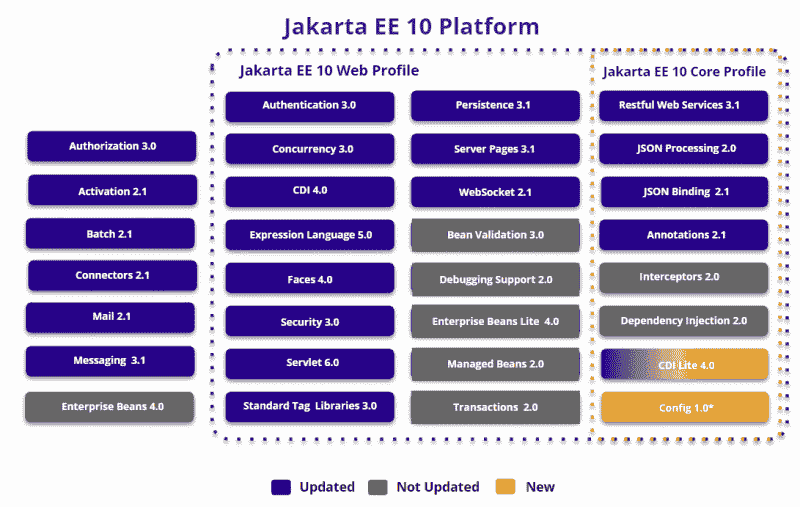 Jakarta EE 10 Platform
Jakarta EE 10 Web Profile
Jakarta EE 10 Core Profile
Authorization 3.0
Activation 2.1
Batch 2.1
Connectors 2.1
Mail 2.1
Messaging 3.1
Enterprise Beans 4.0
Authentication 3.0
Concurrency 3.0
CDI 4.0
Expression Language 5.0
Faces 4.0
Security 3.0
Servlet 6.0
Standard Tag Libraries 3.0
Persistence 3.1
Server Pages 3.1
WebSocket 2.1
Bean Validation 3.0
Debugging Support 2.0
Enterprise Beans Lite 4.0
Managed Beans 2.0
Transactions 2.0
Restful Web Services 3.1
JSON Processing 2.0
JSON Binding 2.1
Annotations 2.1
Interceptors 2.0
Dependency Injection 2.0
CDI Lite 4.0
Config 1.0*
Updated
Not Updated
New